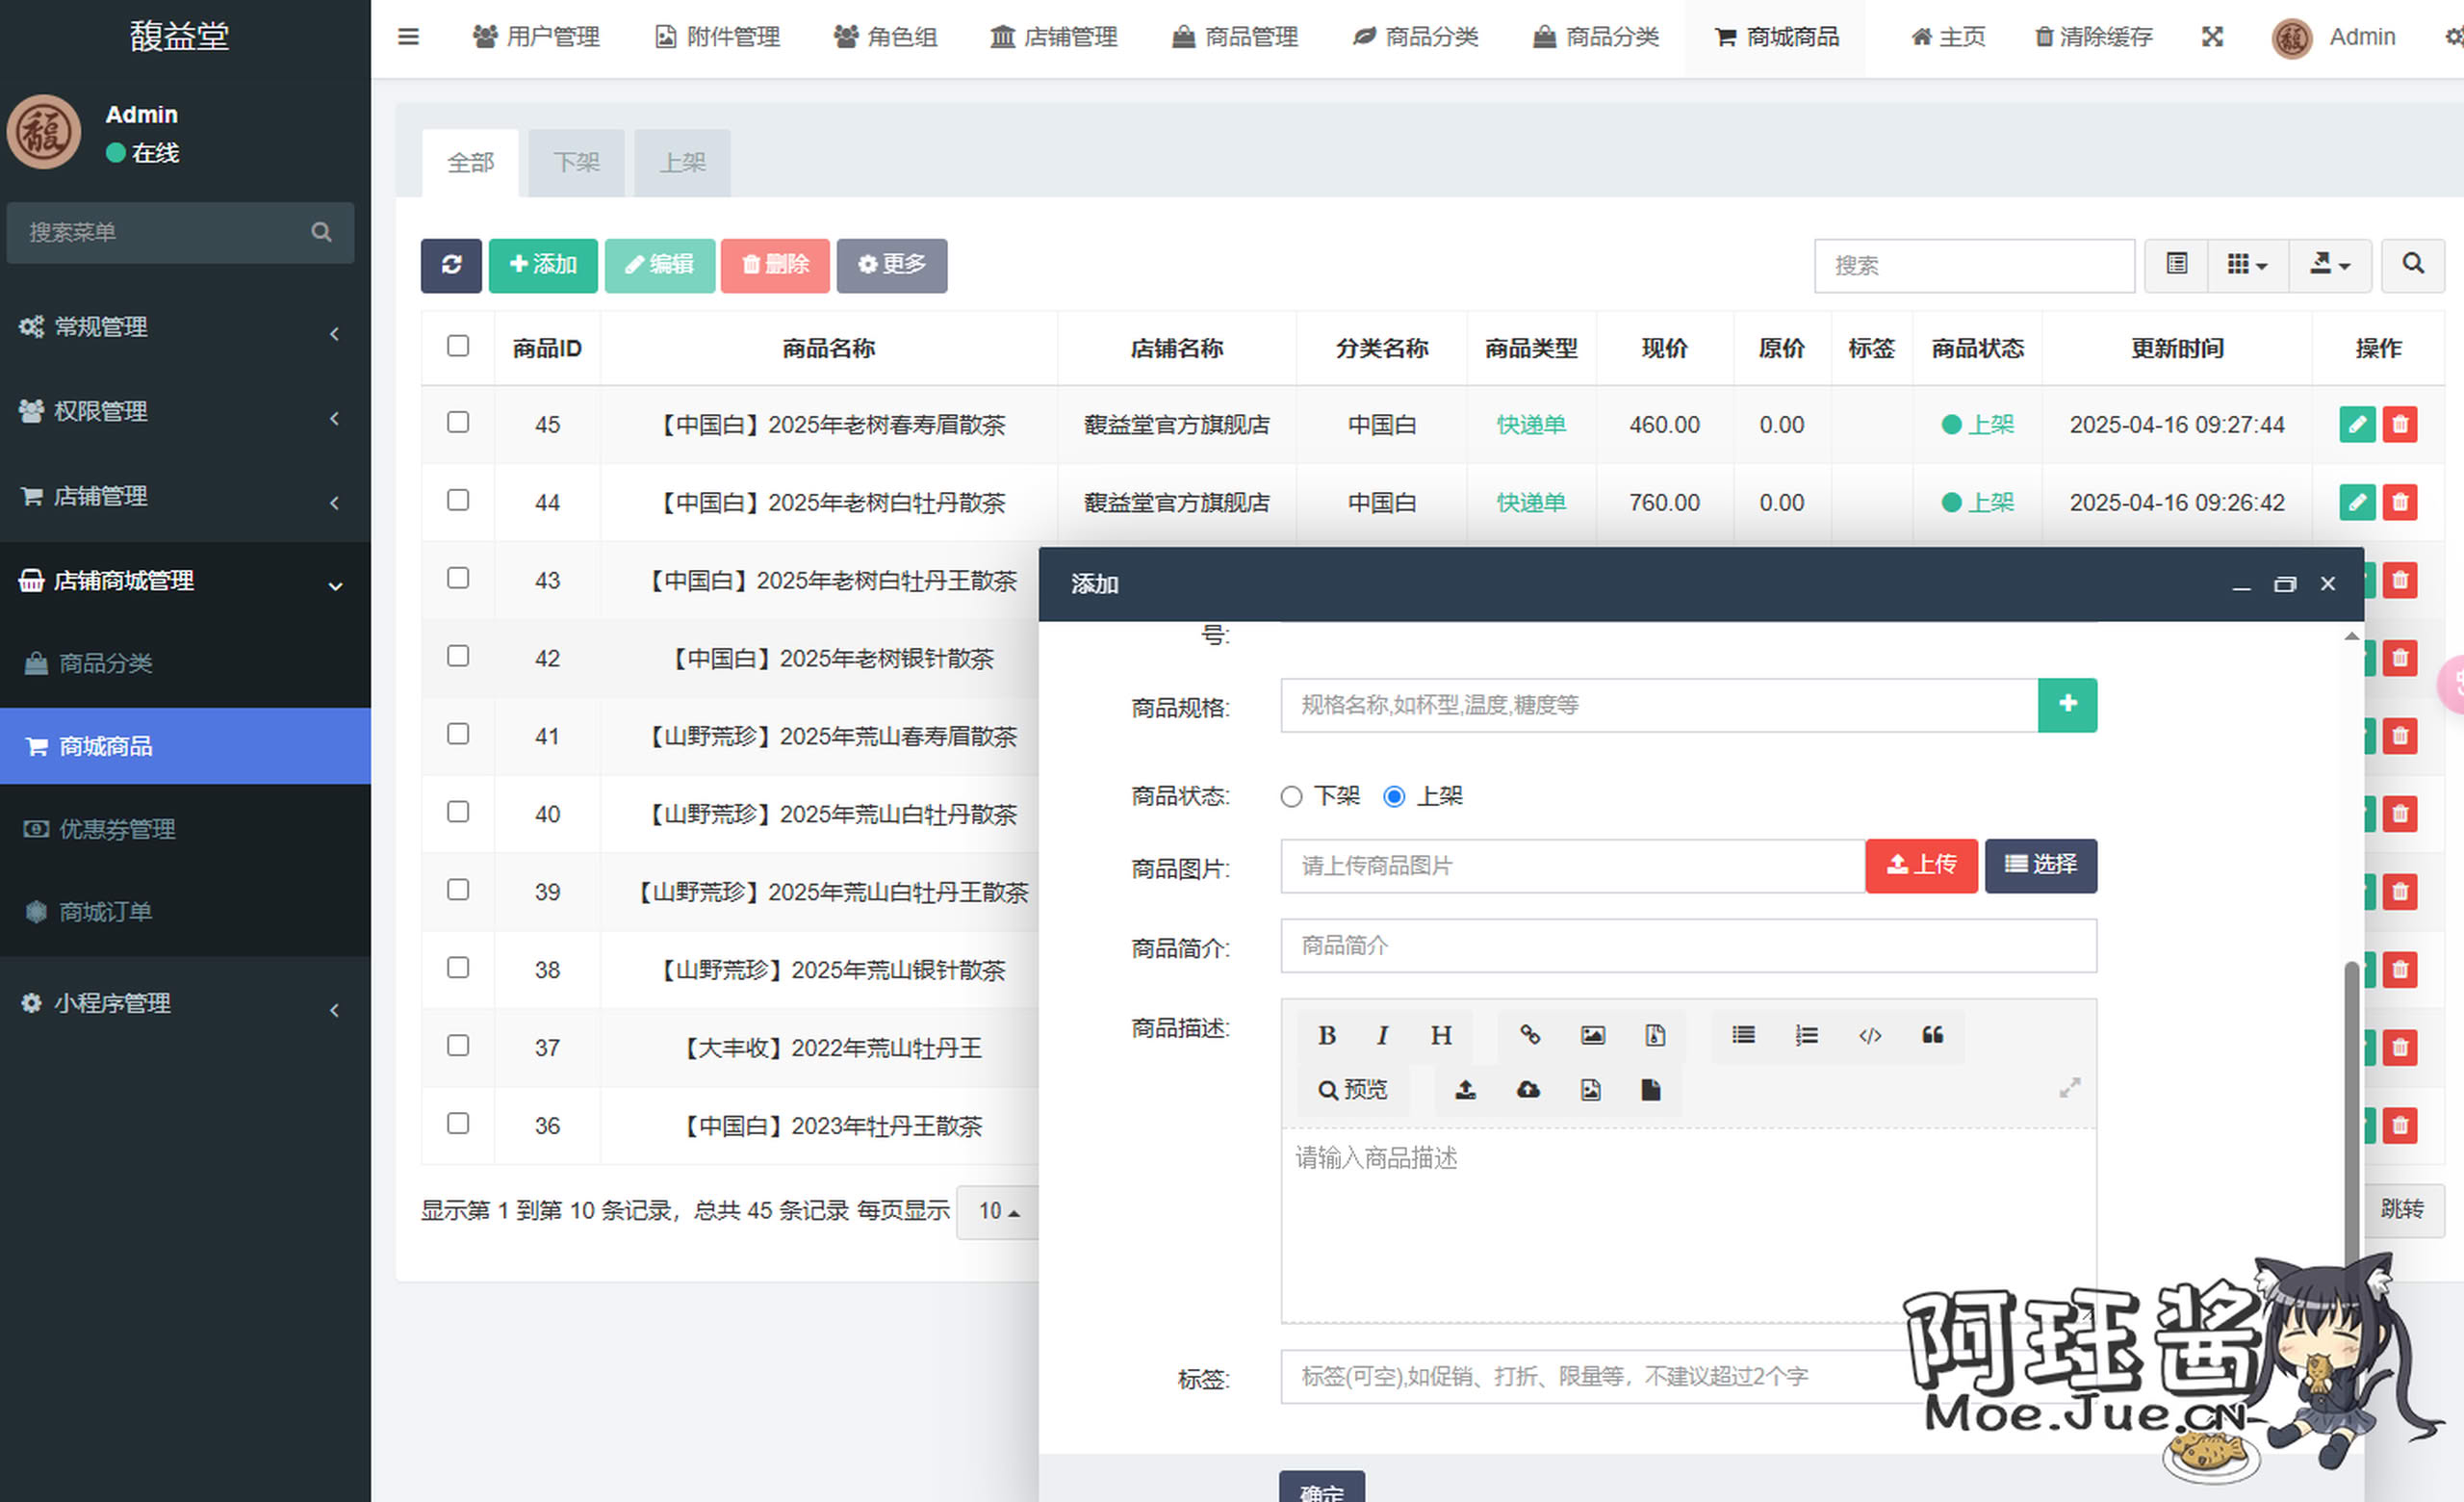 馥益堂
用户管理 附件管理 角色组 店铺管理 商品管理 商品分类 商品分类 商城商品 主页 清除缓存 Admin
Admin
在线
搜索菜单
常规管理
权限管理
店铺管理
店铺商城管理
商品分类
商城商品
优惠券管理
商城订单
小程序管理
全部 下架 上架
添加 编辑 删除 更多 搜索
商品ID 商品名称 店铺名称 分类名称 商品类型 现价 原价 标签 商品状态 更新时间 操作
45 【中国白】2025年老树春寿眉散茶 馥益堂官方旗舰店 中国白 快递单 460.00 0.00 上架 2025-04-16 09:27:44
44 【中国白】2025年老树白牡丹散茶 馥益堂官方旗舰店 中国白 快递单 760.00 0.00 上架 2025-04-16 09:26:42
43 【中国白】2025年老树白牡丹王散茶
42 【中国白】2025年老树银针散茶
41 【山野荒珍】2025年荒山春寿眉散茶
40 【山野荒珍】2025年荒山白牡丹散茶
39 【山野荒珍】2025年荒山白牡丹王散茶
38 【山野荒珍】2025年荒山银针散茶
37 【大丰收】2022年荒山牡丹王
36 【中国白】2023年牡丹王散茶
显示第 1 到第 10 条记录，总共 45 条记录 每页显示 10
跳转
添加
号:
商品规格: 规格名称,如杯型,温度,糖度等
商品状态: 下架 上架
商品图片: 请上传商品图片 上传 选择
商品简介: 商品简介
商品描述: B I H
预览
请输入商品描述
标签: 标签(可空),如促销、打折、限量等，不建议超过2个字
确定
阿珏酱
Moe.Jue.CN